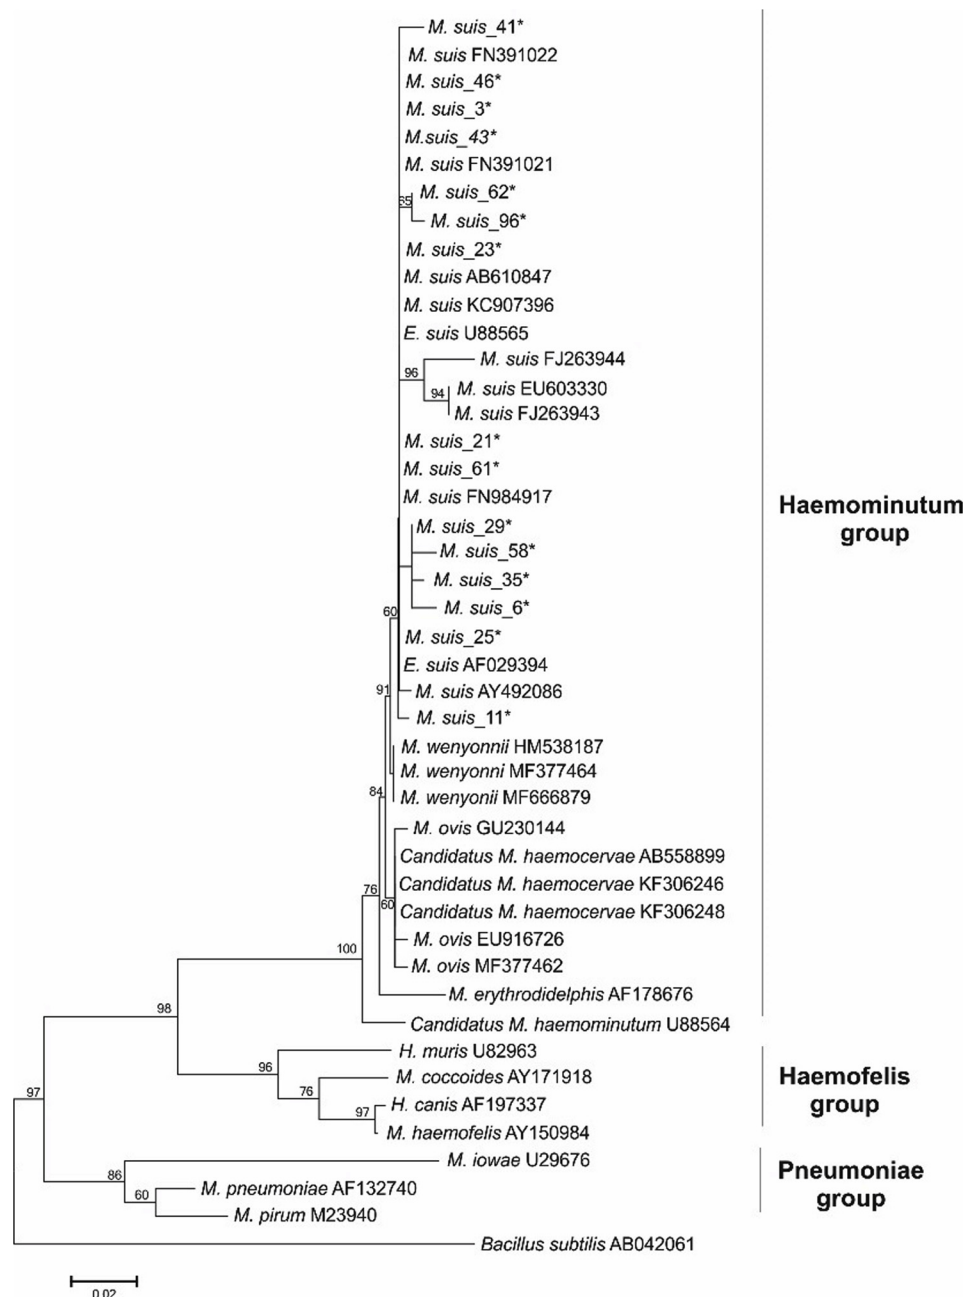 M. suis_41*
M. suis FN391022
M. suis_46*
M. suis_3*
M.suis_43*
M. suis FN391021
M. suis_62*
65
M. suis_96*
M. suis_23*
M. suis AB610847
M. suis KC907396
E. suis U88565
M. suis FJ263944
96
M. suis EU603330
94
M. suis FJ263943
M. suis_21*
M. suis_61*
M. suis FN984917
Haemominutum
group
M. suis_29*
M. suis_58*
M. suis_35*
M. suis_6*
60
M. suis_25*
E. suis AF029394
M. suis AY492086
91
M. suis_11*
M. wenyonnii HM538187
M. wenyonni MF377464
M. wenyonii MF666879
84
M. ovis GU230144
Candidatus M. haemocervae AB558899
Candidatus M. haemocervae KF306246
76
Candidatus M. haemocervae KF306248
60
M. ovis EU916726
100
M. ovis MF377462
M. erythrodidelphis AF178676
98
Candidatus M. haemominutum U88564
H. muris U82963
96
M. coccoides AY171918
76
H. canis AF197337
97
M. haemofelis AY150984
Haemofelis
group
97
M. iowae U29676
86
M. pneumoniae AF132740
60
M. pirum M23940
Pneumoniae
group
Bacillus subtilis AB042061
0.02